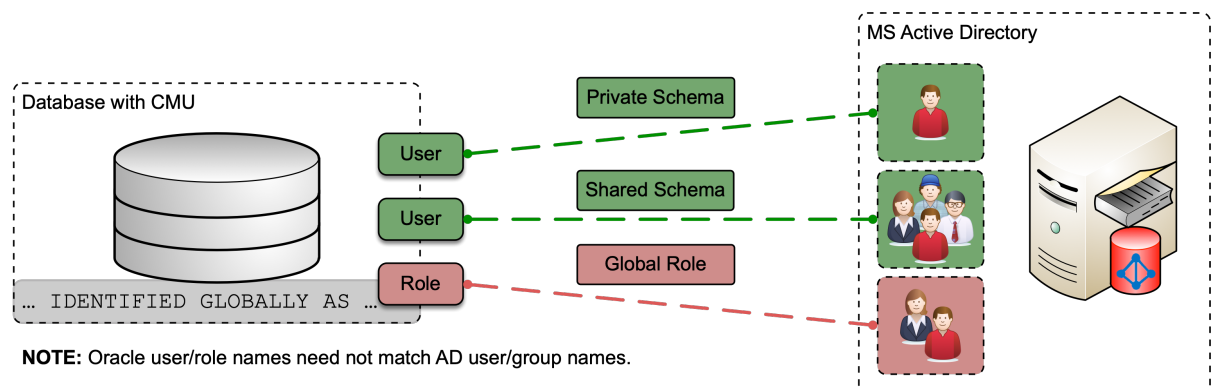 MS Active Directory
Database with CMU
Private Schema
User
Shared Schema
User
Global Role
Role
… IDENTIFIED GLOBALLY AS …
NOTE: Oracle user/role names need not match AD user/group names.